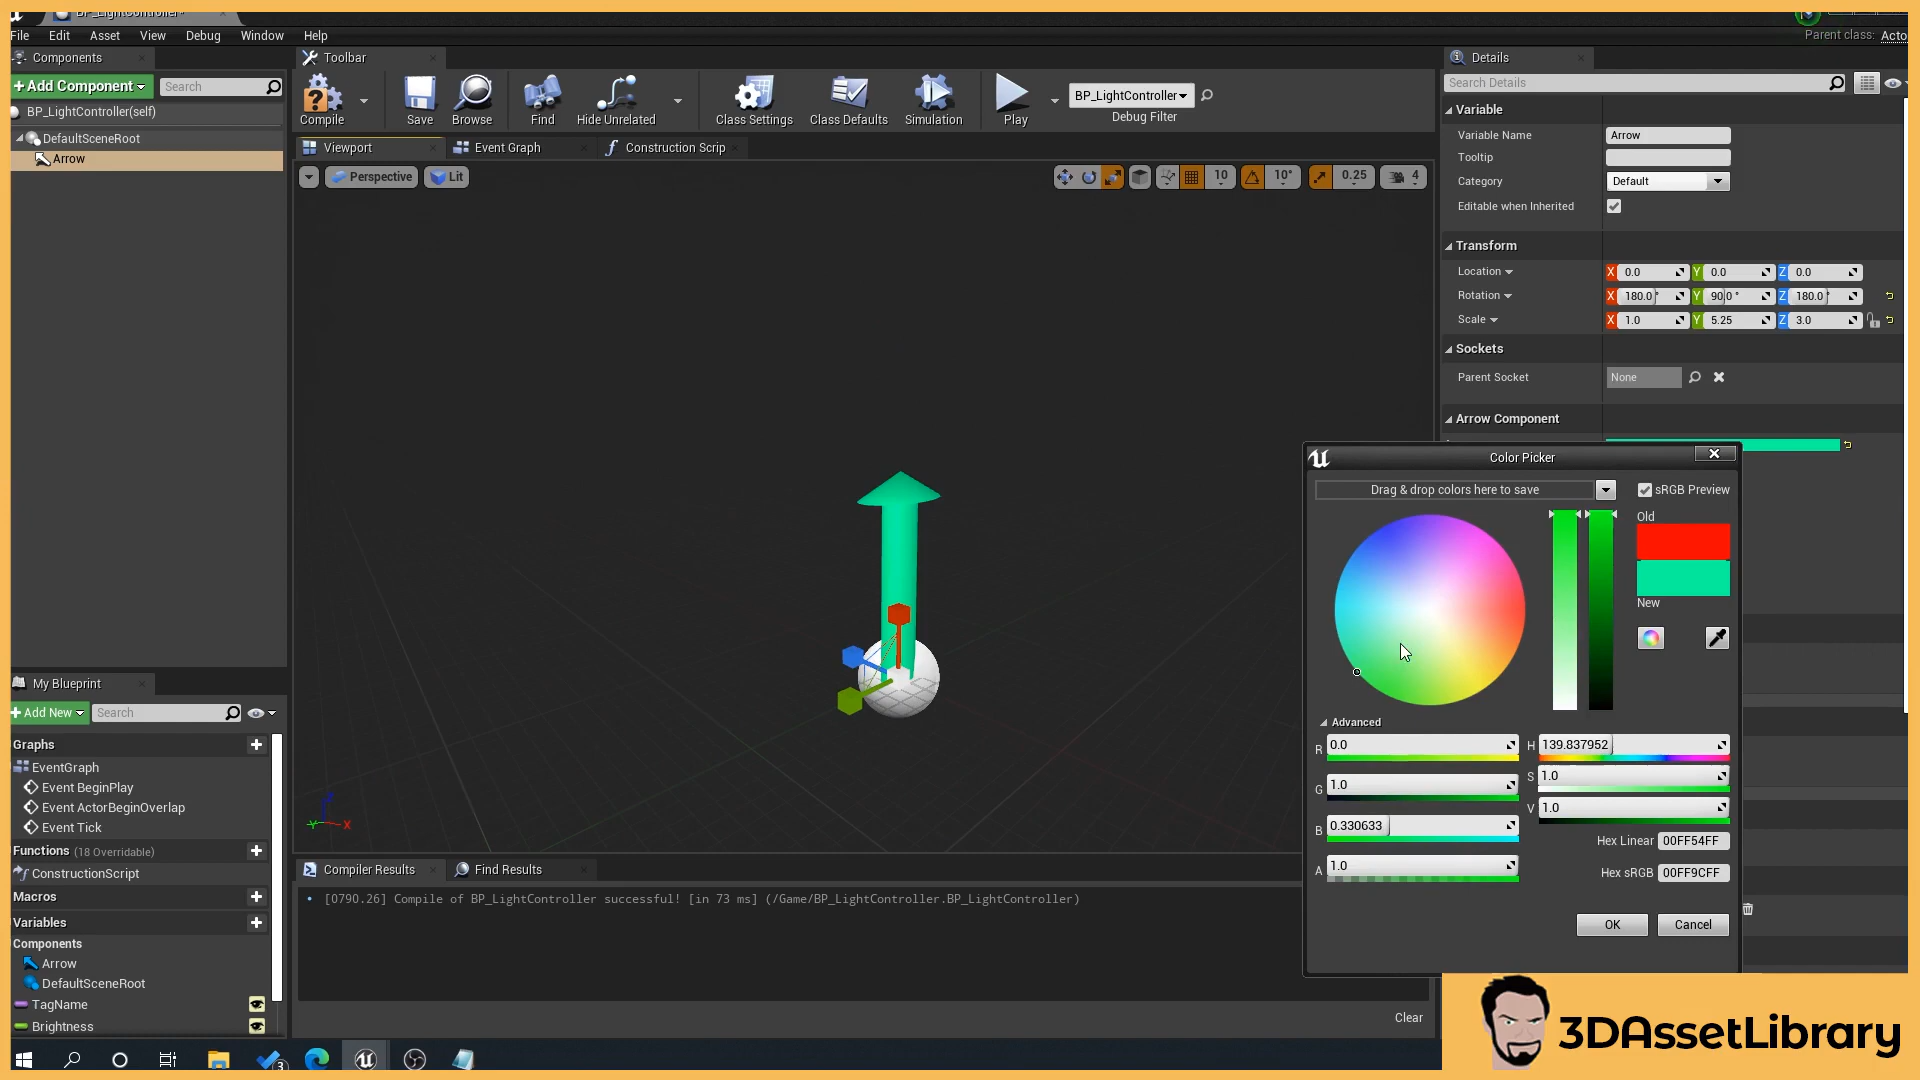 BP_LightController*
File Edit Asset View Debug Window Help
Parent class: Acto
Components
Toolbar
Details
+ Add Component
Search
Compile
Save
Browse
Find
Hide Unrelated
Class Settings
Class Defaults
Simulation
Play
BP_LightController
Debug Filter
Search Details
BP_LightController(self)
DefaultSceneRoot
Arrow
Viewport
Event Graph
Construction Scrip
Perspective
Lit
10
10°
0.25
4
Variable
Variable Name Arrow
Tooltip
Category Default
Editable when Inherited
Transform
Location X 0.0 Y 0.0 Z 0.0
Rotation X 180.0° Y 90.0° Z 180.0°
Scale X 1.0 Y 5.25 Z 3.0
Sockets
Parent Socket None
Arrow Component
Color Picker
Drag & drop colors here to save
sRGB Preview
Old
New
Advanced
R 0.0
G 1.0
B 0.330633
A 1.0
H 139.837952
S 1.0
V 1.0
Hex Linear 00FF54FF
Hex sRGB 00FF9CFF
OK
Cancel
My Blueprint
+ Add New
Search
Graphs
EventGraph
Event BeginPlay
Event ActorBeginOverlap
Event Tick
Functions (18 Overridable)
ConstructionScript
Macros
Variables
Components
Arrow
DefaultSceneRoot
TagName
Brightness
Z
Y
X
Compiler Results
Find Results
[0790.26] Compile of BP_LightController successful! [in 73 ms] (/Game/BP_LightController.BP_LightController)
Clear
3
3DAssetLibrary